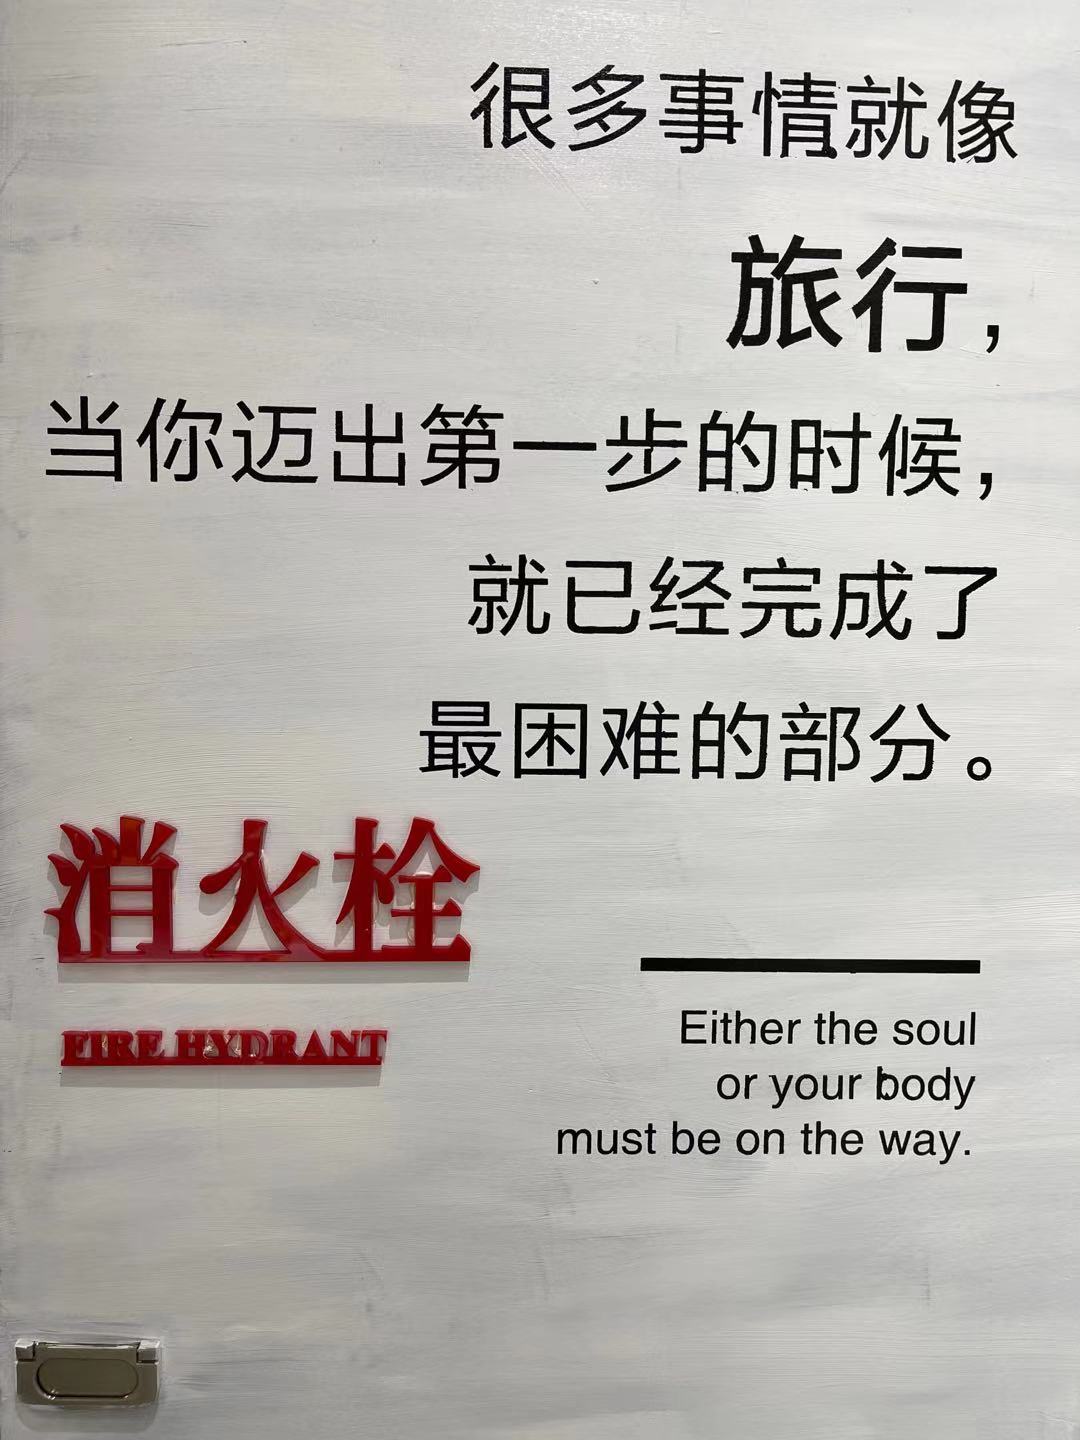 很多事情就像
旅行，
当你迈出第一步的时候，
就已经完成了
最困难的部分。
消火栓
FIRE HYDRANT
Either the soul
or your body
must be on the way.